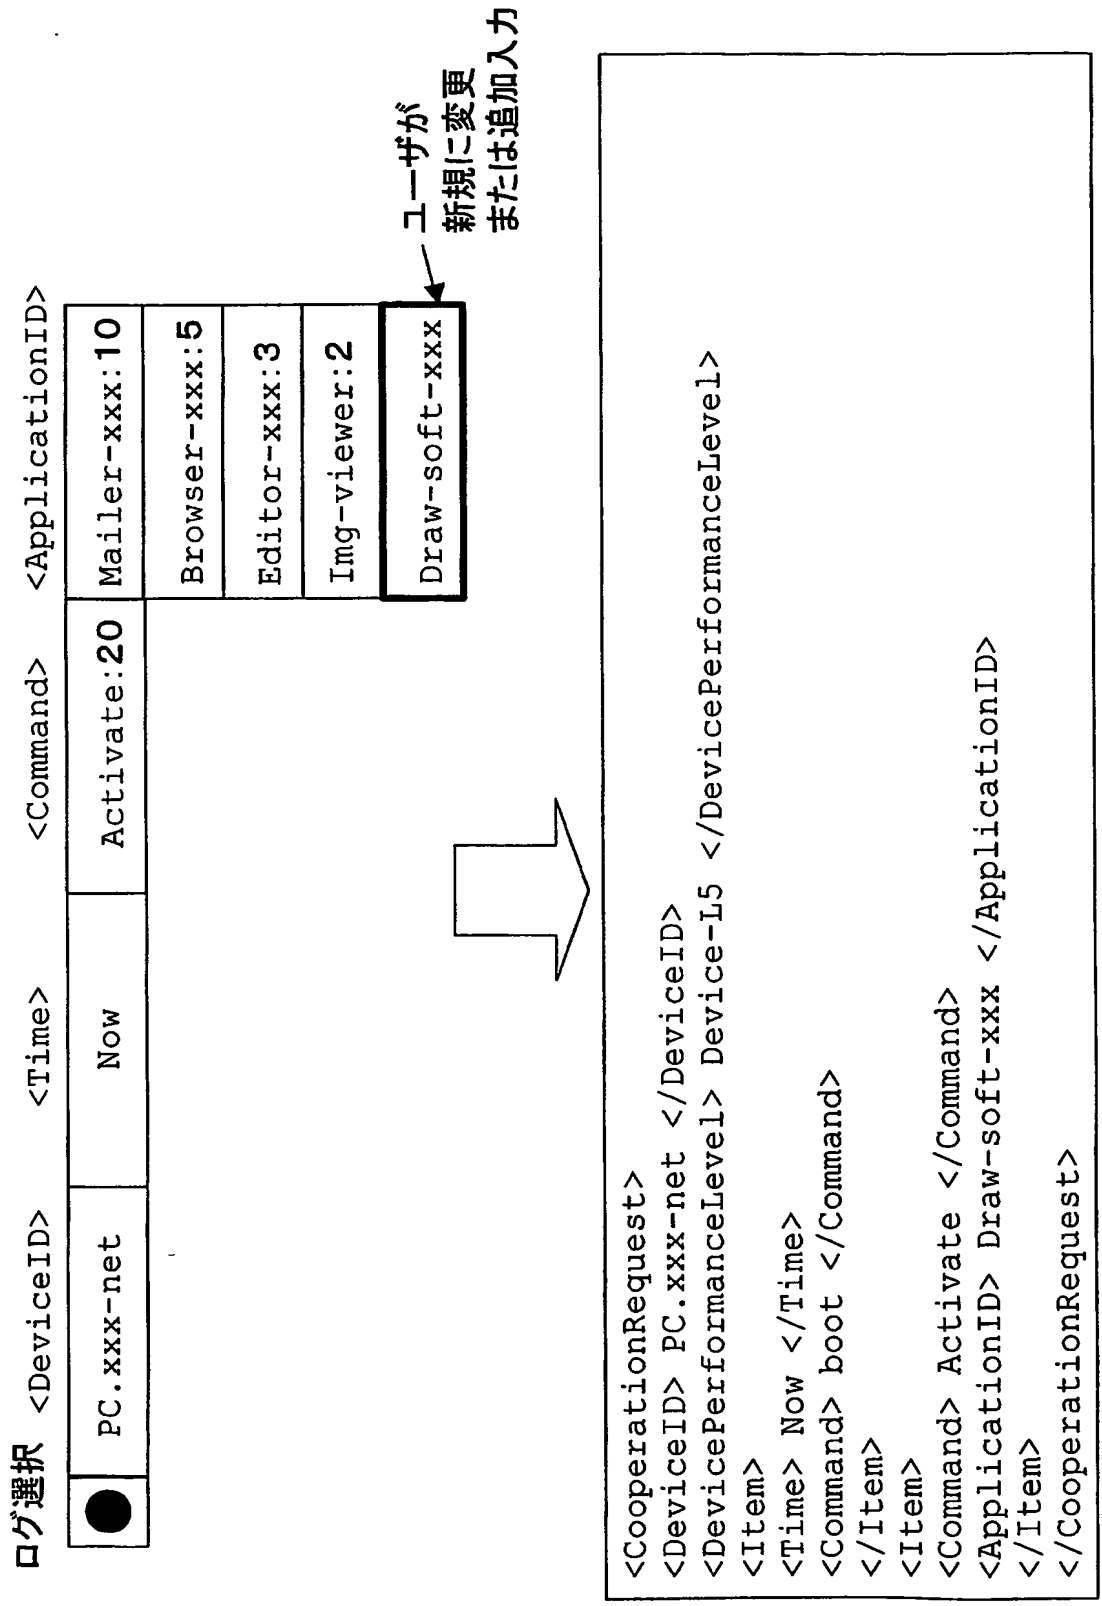 ログ選択 <DeviceID> <Time> <Command> <ApplicationID>
PC.xxx-net Now Activate:20 Mailer-xxx:10
Browser-xxx:5
Editor-xxx:3
Img-viewer:2
Draw-soft-xxx
ユーザが
新規に変更
または追加入力
<CooperationRequest>
<DeviceID> PC.xxx-net </DeviceID>
<DevicePerformanceLevel> Device-L5 </DevicePerformanceLevel>
<Item>
<Time> Now </Time>
<Command> boot </Command>
</Item>
<Item>
<Command> Activate </Command>
<ApplicationID> Draw-soft-xxx </ApplicationID>
</Item>
</CooperationRequest>